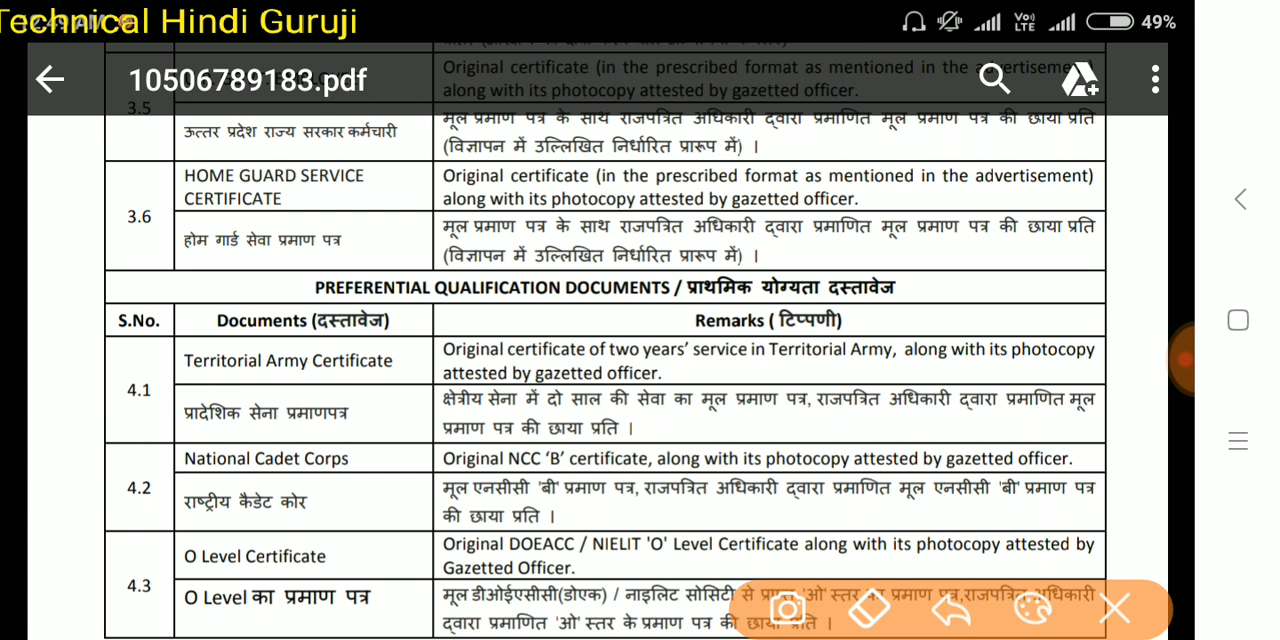 Technical Hindi Guruji
49%
10506789183.pdf
Original certificate (in the prescribed format as mentioned in the advertisement)
along with its photocopy attested by gazetted officer.
3.5
उत्तर प्रदेश राज्य सरकार कर्मचारी
मूल प्रमाण पत्र के साथ राजपत्रित अधिकारी द्वारा प्रमाणित मूल प्रमाण पत्र की छाया प्रति
(विज्ञापन में उल्लिखित निर्धारित प्रारूप में) ।
3.6
HOME GUARD SERVICE
CERTIFICATE
Original certificate (in the prescribed format as mentioned in the advertisement)
along with its photocopy attested by gazetted officer.
होम गार्ड सेवा प्रमाण पत्र
मूल प्रमाण पत्र के साथ राजपत्रित अधिकारी द्वारा प्रमाणित मूल प्रमाण पत्र की छाया प्रति
(विज्ञापन में उल्लिखित निर्धारित प्रारूप में) ।
PREFERENTIAL QUALIFICATION DOCUMENTS / प्राथमिक योग्यता दस्तावेज
S.No. Documents (दस्तावेज) Remarks ( टिप्पणी)
4.1
Territorial Army Certificate
Original certificate of two years' service in Territorial Army, along with its photocopy
attested by gazetted officer.
प्रादेशिक सेना प्रमाणपत्र
क्षेत्रीय सेना में दो साल की सेवा का मूल प्रमाण पत्र, राजपत्रित अधिकारी द्वारा प्रमाणित मूल
प्रमाण पत्र की छाया प्रति ।
4.2
National Cadet Corps
Original NCC 'B' certificate, along with its photocopy attested by gazetted officer.
राष्ट्रीय कैडेट कोर
मूल एनसीसी 'बी' प्रमाण पत्र, राजपत्रित अधिकारी द्वारा प्रमाणित मूल एनसीसी 'बी' प्रमाण पत्र
की छाया प्रति ।
4.3
O Level Certificate
Original DOEACC / NIELIT 'O' Level Certificate along with its photocopy attested by
Gazetted Officer.
O Level का प्रमाण पत्र
मूल डीओईएसीसी(डोएक) / नाइलिट सोसिटी से प्राप्त 'ओ' स्तर का प्रमाण पत्र,राजपत्रित अधिकारी
द्वारा प्रमाणित 'ओ' स्तर के प्रमाण पत्र की छाया प्रति ।